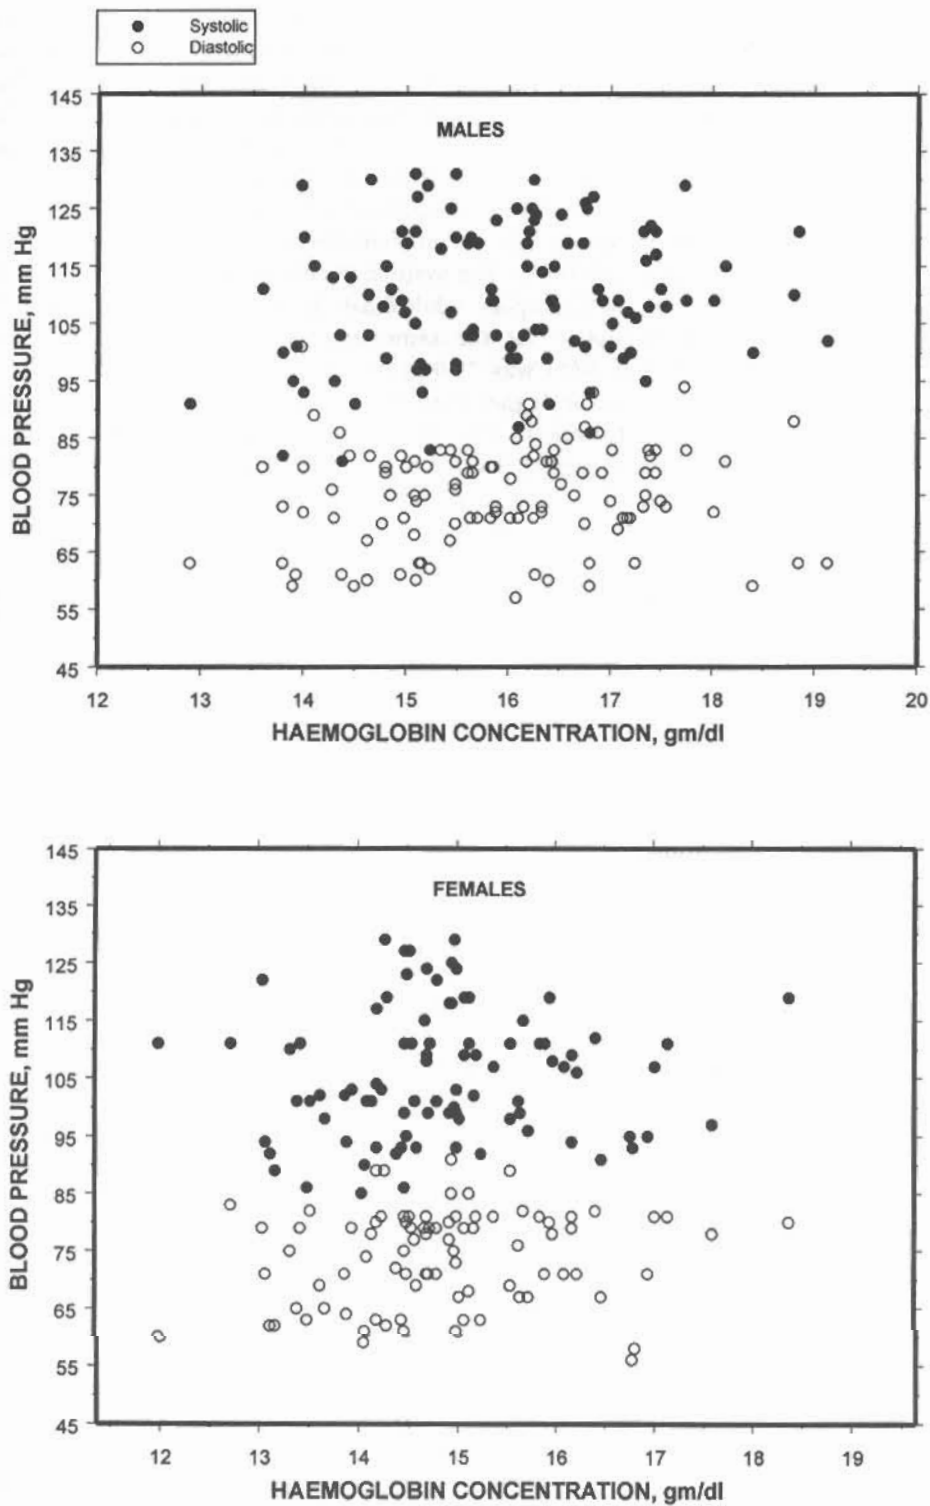 Systolic
Diastolic
MALES
145
135
125
115
105
95
85
75
65
55
45
BLOOD PRESSURE, mm Hg
12 13 14 15 16 17 18 19 20
HAEMOGLOBIN CONCENTRATION, gm/dl
FEMALES
145
135
125
115
105
95
85
75
65
55
45
BLOOD PRESSURE, mm Hg
12 13 14 15 16 17 18 19
HAEMOGLOBIN CONCENTRATION, gm/dl